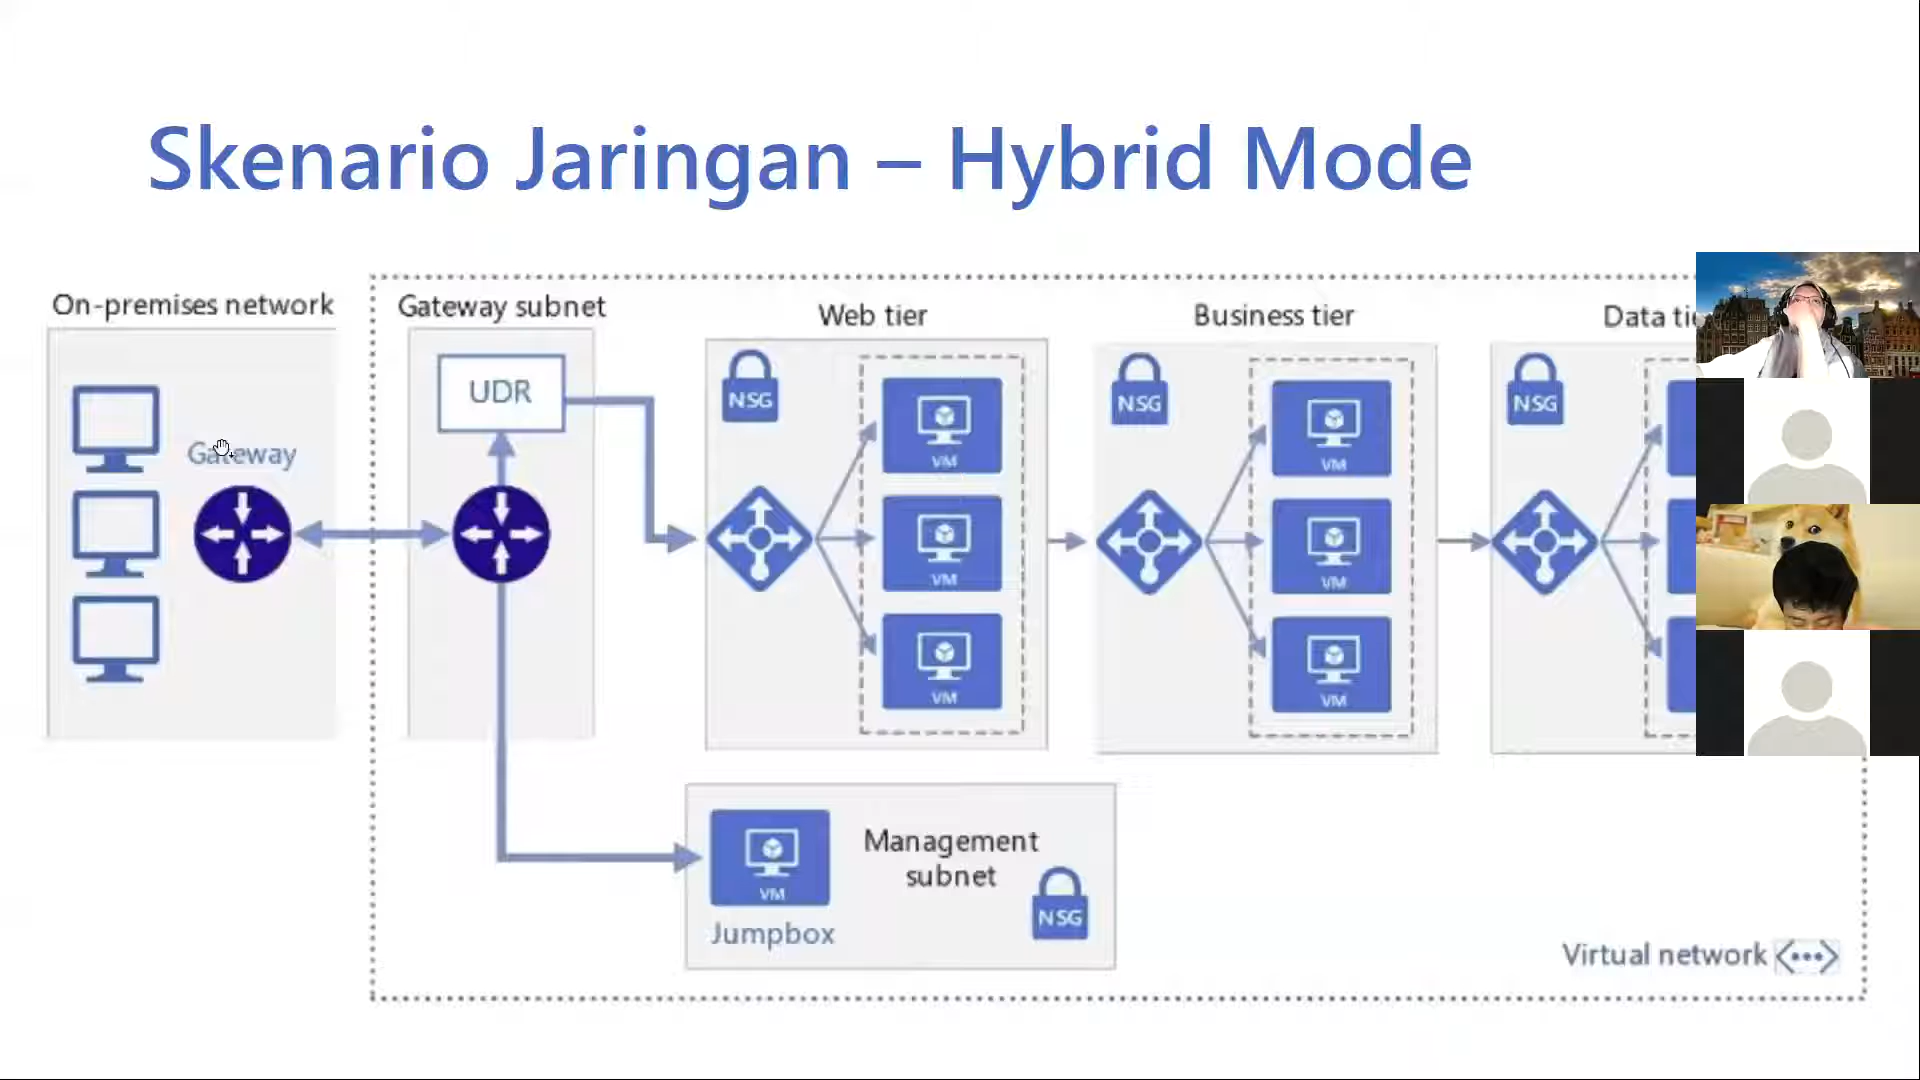 Skenario Jaringan – Hybrid Mode
On-premises network
Gateway subnet
Web tier
Business tier
Data
UDR
NSG
NSG
NSG
Gateway
VM
VM
VM
VM
VM
VM
Management
subnet
VM
NSG
Jumpbox
Virtual network